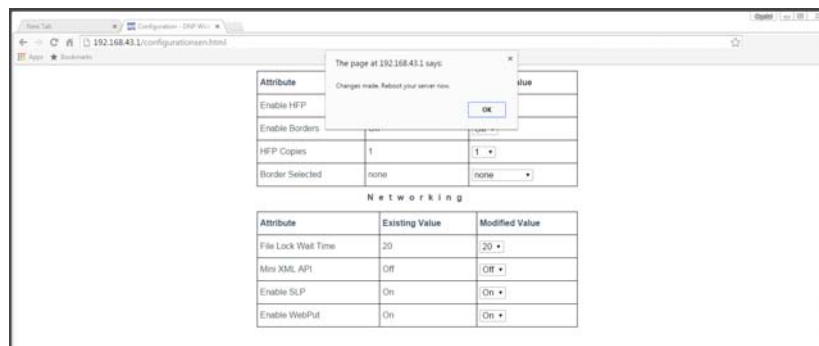 New Tab
Configuration - DNP Wi
192.168.43.1/configurationsen.html
Apps Bookmarks
The page at 192.168.43.1 says:
Changes made. Reboot your server now.
OK
Attribute
Enable HFP
Enable Borders
HFP Copies 1 1
Border Selected none none
Networking
Attribute Existing Value Modified Value
File Lock Wait Time 20 20
Mini XML API Off Off
Enable SLP On On
Enable WebPut On On